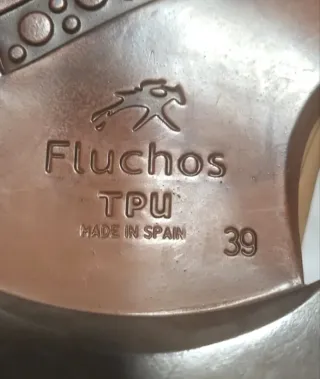 Fluchos
TPU
MADE IN SPAIN
39